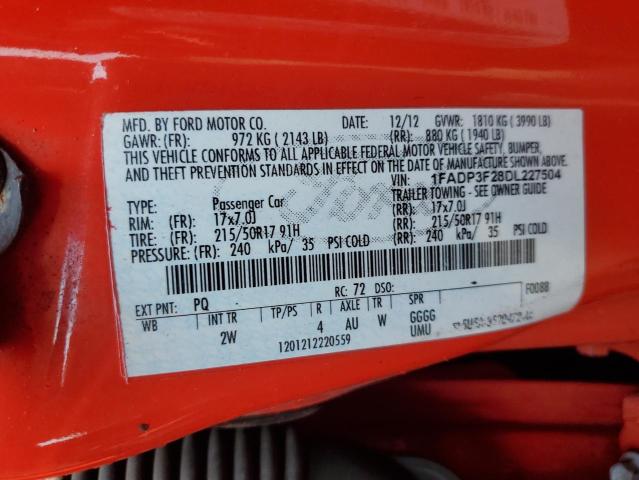 MFD. BY FORD MOTOR CO. DATE: 12/12 GVWR: 1810 KG ( 3990 LB)
GAWR: (FR): 972 KG ( 2143 LB) (RR): 880 KG ( 1940 LB)
THIS VEHICLE CONFORMS TO ALL APPLICABLE FEDERAL MOTOR VEHICLE SAFETY, BUMPER,
AND THEFT PREVENTION STANDARDS IN EFFECT ON THE DATE OF MANUFACTURE SHOWN ABOVE.
VIN: 1FADP3F28DL227504
TYPE: Passenger Car TRAILER TOWING - SEE OWNER GUIDE
RIM: (FR): 17x7.0J (RR): 17x7.0J
TIRE: (FR): 215/50R17 91H (RR): 215/50R17 91H
PRESSURE: (FR): 240 kPa/ 35 PSI COLD (RR): 240 kPa/ 35 PSI COLD
RC: 72 DSO: F0088
EXT PNT: PQ
WB INT TR TP/PS R AXLE TR SPR
2W 4 AU W GGGG
UMU
1201212220559